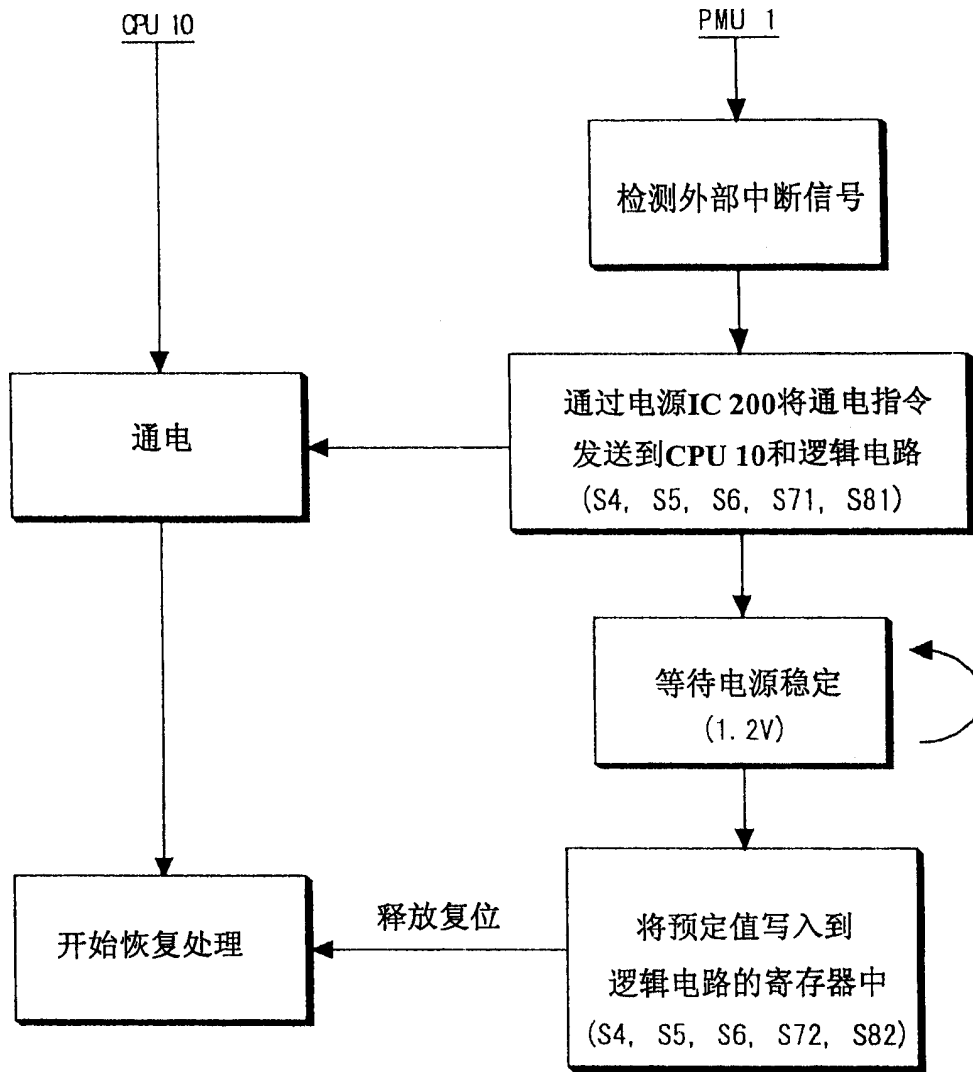 CPU 10
PMU 1
检测外部中断信号
通过电源IC 200将通电指令
发送到CPU 10和逻辑电路
(S4, S5, S6, S71, S81)
通电
等待电源稳定
(1.2V)
释放复位
开始恢复处理
将预定值写入到
逻辑电路的寄存器中
(S4, S5, S6, S72, S82)